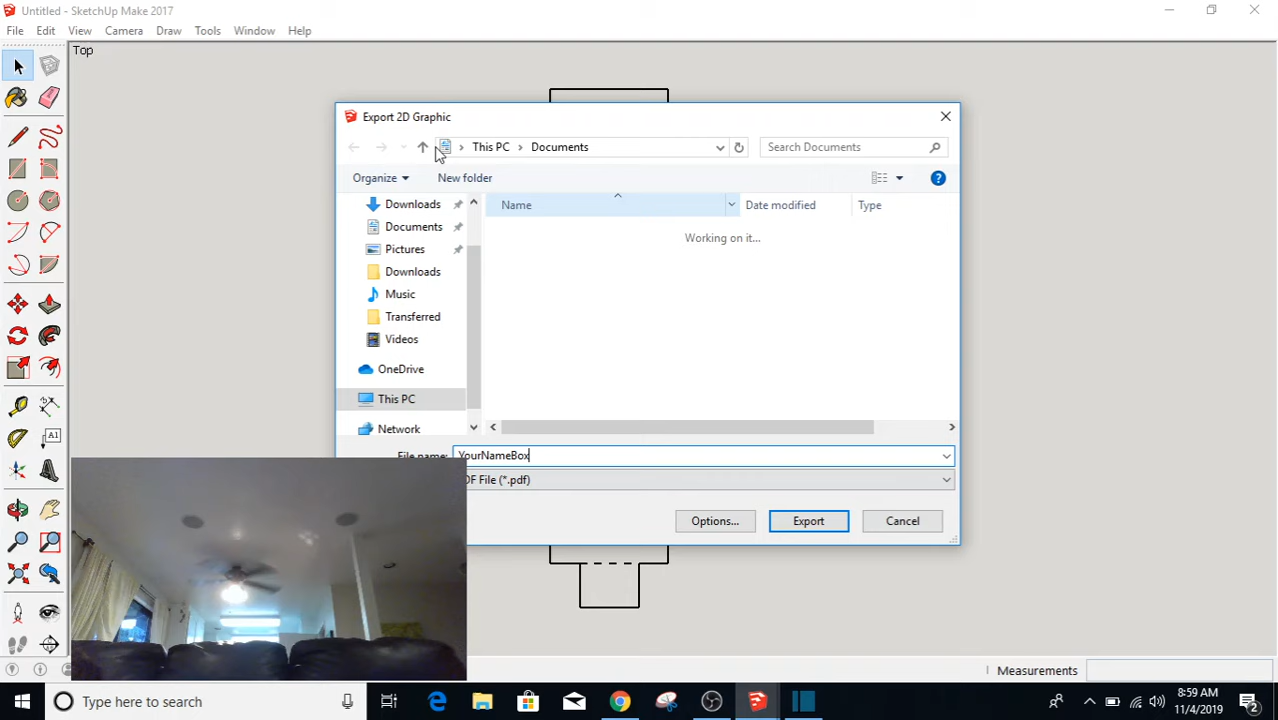 Untitled - SketchUp Make 2017
File Edit View Camera Draw Tools Window Help
Top
Export 2D Graphic
This PC > Documents
Search Documents
Organize
New folder
Name
Date modified
Type
Working on it...
Downloads
Documents
Pictures
Downloads
Music
Transferred
Videos
OneDrive
This PC
Network
File name: YourNameBox
DF File (*.pdf)
Options...
Export
Cancel
A1
Measurements
Type here to search
8:59 AM
11/4/2019